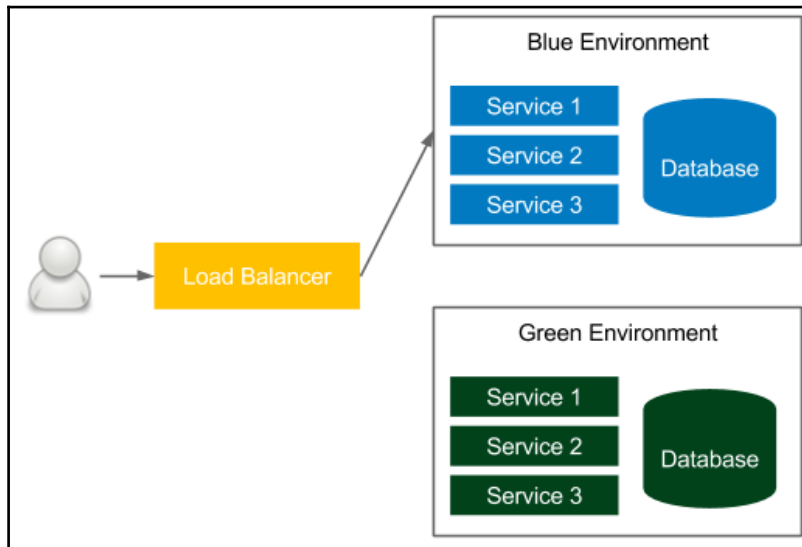 Blue Environment
Service 1
Service 2
Service 3
Database
Load Balancer
Green Environment
Service 1
Service 2
Service 3
Database